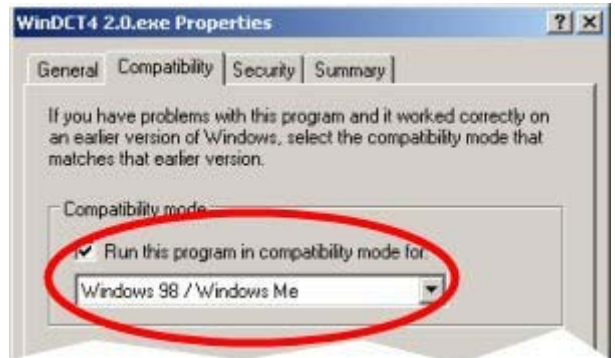 WinDCT4 2.0.exe Properties
General Compatibility Security Summary
If you have problems with this program and it worked correctly on
an earlier version of Windows, select the compatibility mode that
matches that earlier version.
Compatibility mode
Run this program in compatibility mode for:
Windows 98 / Windows Me